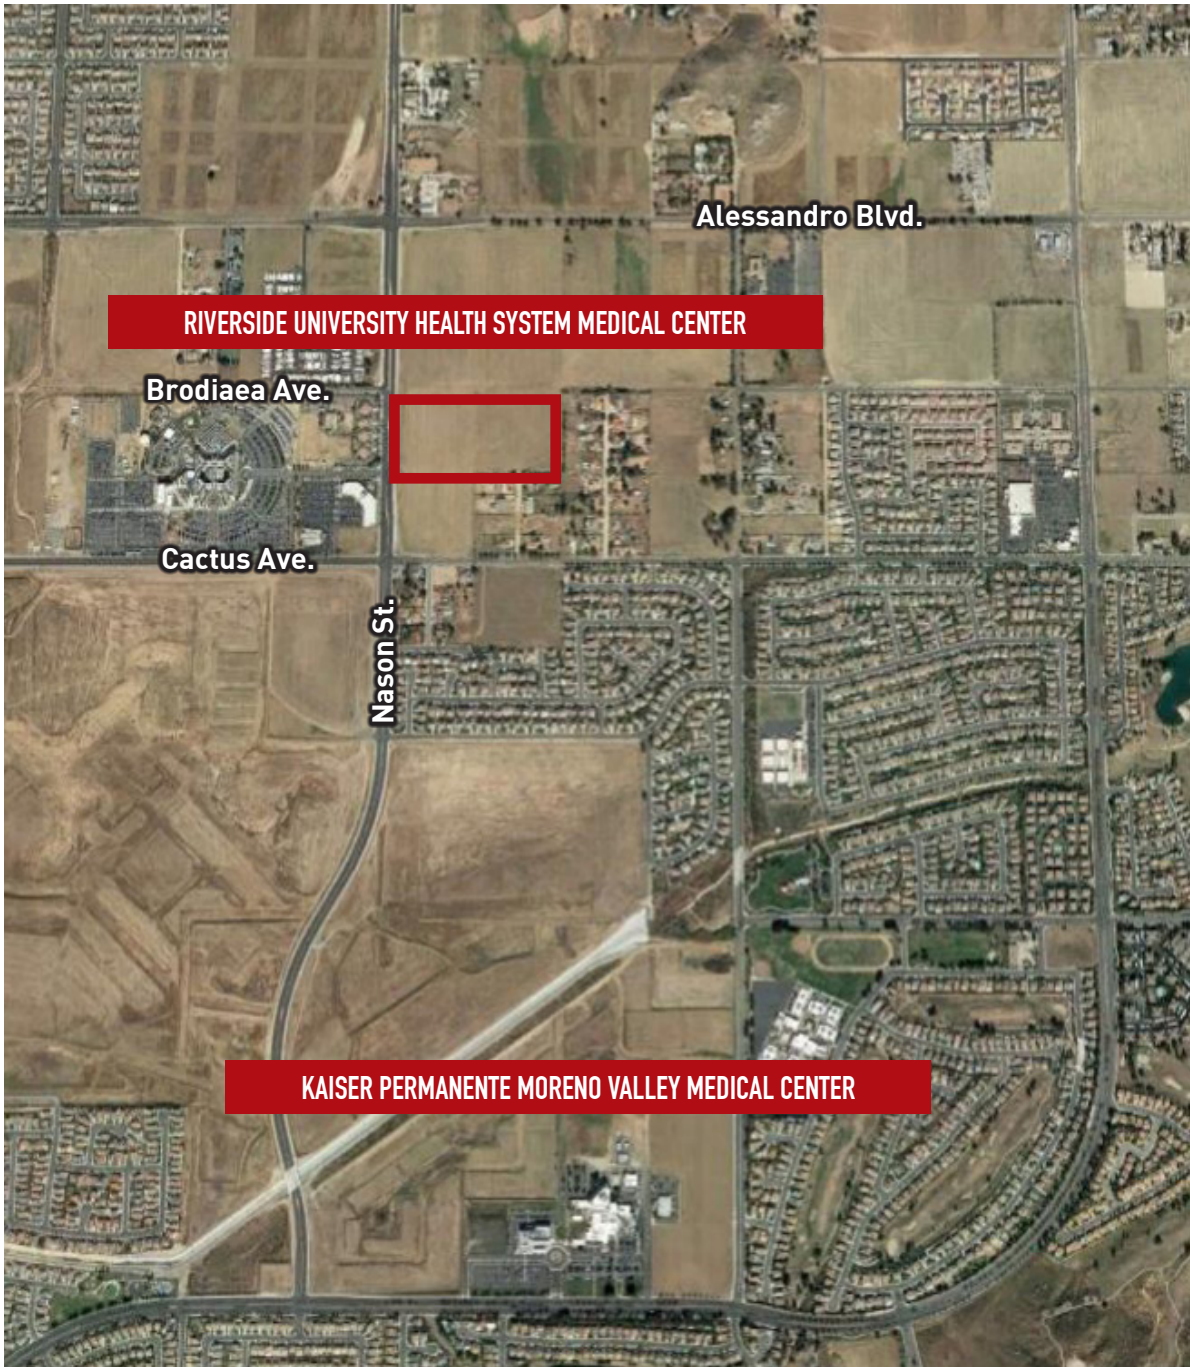 Alessandro Blvd.
RIVERSIDE UNIVERSITY HEALTH SYSTEM MEDICAL CENTER
Brodiaea Ave.
Cactus Ave.
Nason St.
KAISER PERMANENTE MORENO VALLEY MEDICAL CENTER